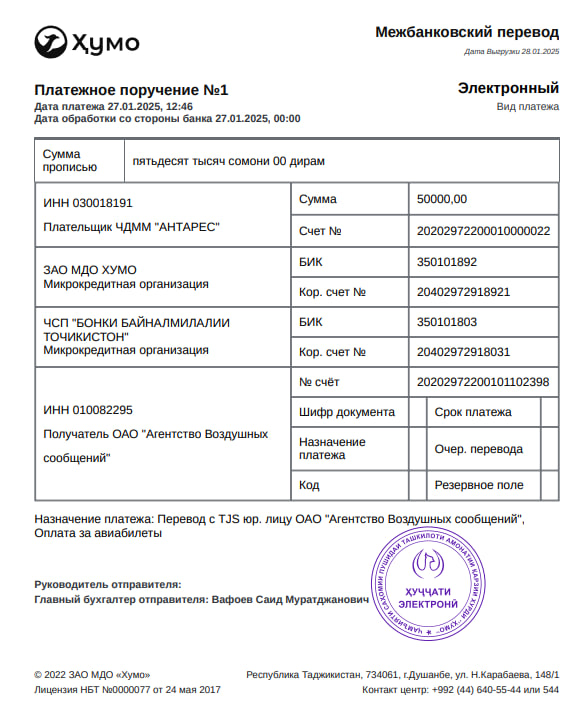 Ҳумо
Межбанковский перевод
Дата Выгрузки 28.01.2025
Платежное поручение №1
Электронный
Дата платежа 27.01.2025, 12:46
Вид платежа
Дата обработки со стороны банка 27.01.2025, 00:00
Сумма
прописью
пятьдесят тысяч сомони 00 дирам
ИНН 030018191
Плательщик ЧДММ "АНТАРЕС"
Сумма
50000,00
Счет №
20202972200010000022
ЗАО МДО ХУМО
Микрокредитная организация
БИК
350101892
Кор. счет №
20402972918921
ЧСП "БОНКИ БАЙНАЛМИЛАЛИИ
ТОЧИКИСТОН"
Микрокредитная организация
БИК
350101803
Кор. счет №
20402972918031
ИНН 010082295
Получатель ОАО "Агентство Воздушных
сообщений"
№ счёт
20202972200101102398
Шифр документа
Срок платежа
Назначение
платежа
Очер. перевода
Код
Резервное поле
Назначение платежа: Перевод с TJS юр. лицу ОАО "Агентство Воздушных сообщений",
Оплата за авиабилеты
Руководитель отправителя:
Главный бухгалтер отправителя: Вафоев Саид Муратджанович
ҶАМЪИЯТИ САҲОМИИ ПӮШИДАИ ТАШКИЛОТИ АМОНАТИИ ҚАРЗИИ ХУРДИ "ҲУМО"
ҲУҶҶАТИ
ЭЛЕКТРОНӢ
© 2022 ЗАО МДО «Хумо»
Республика Таджикистан, 734061, г.Душанбе, ул. Н.Карабаева, 148/1
Лицензия НБТ №0000077 от 24 мая 2017
Контакт центр: +992 (44) 640-55-44 или 544